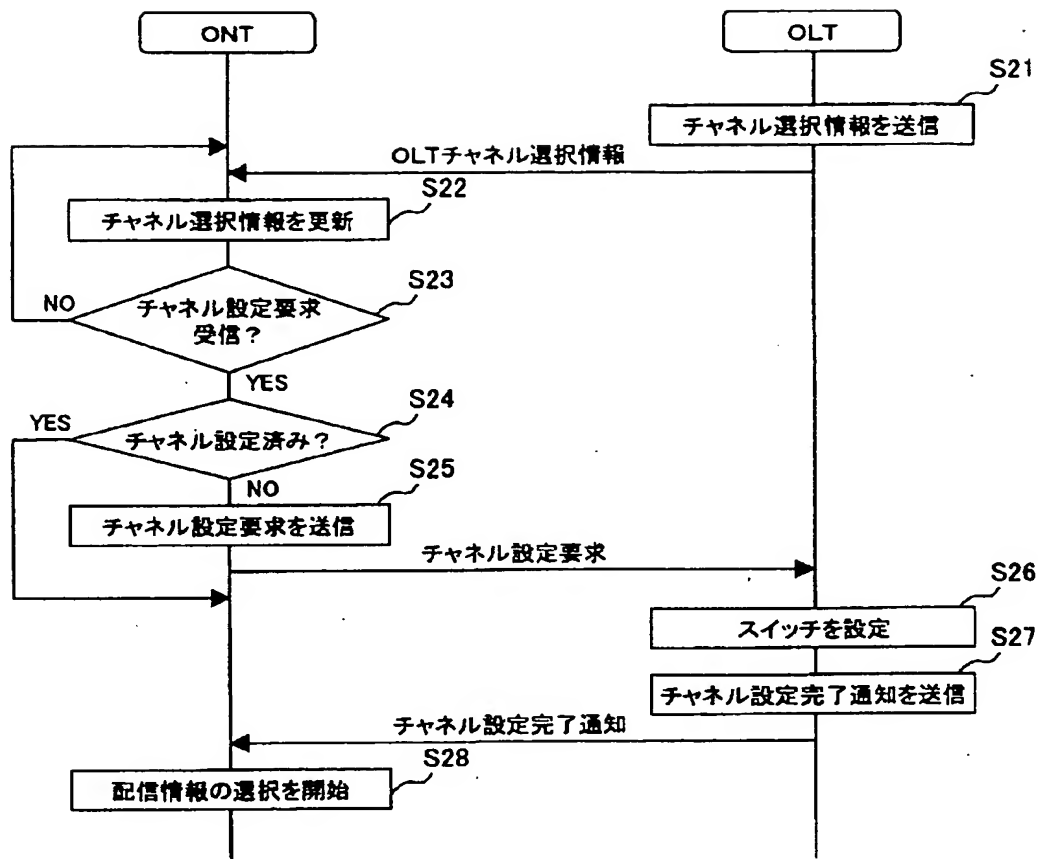 ONT
OLT
S21
チャネル選択情報を送信
OLTチャネル選択情報
S22
チャネル選択情報を更新
S23
NO
チャネル設定要求
受信?
YES
S24
YES
チャネル設定済み?
S25
NO
チャネル設定要求を送信
チャネル設定要求
S26
スイッチを設定
S27
チャネル設定完了通知を送信
チャネル設定完了通知
S28
配信情報の選択を開始